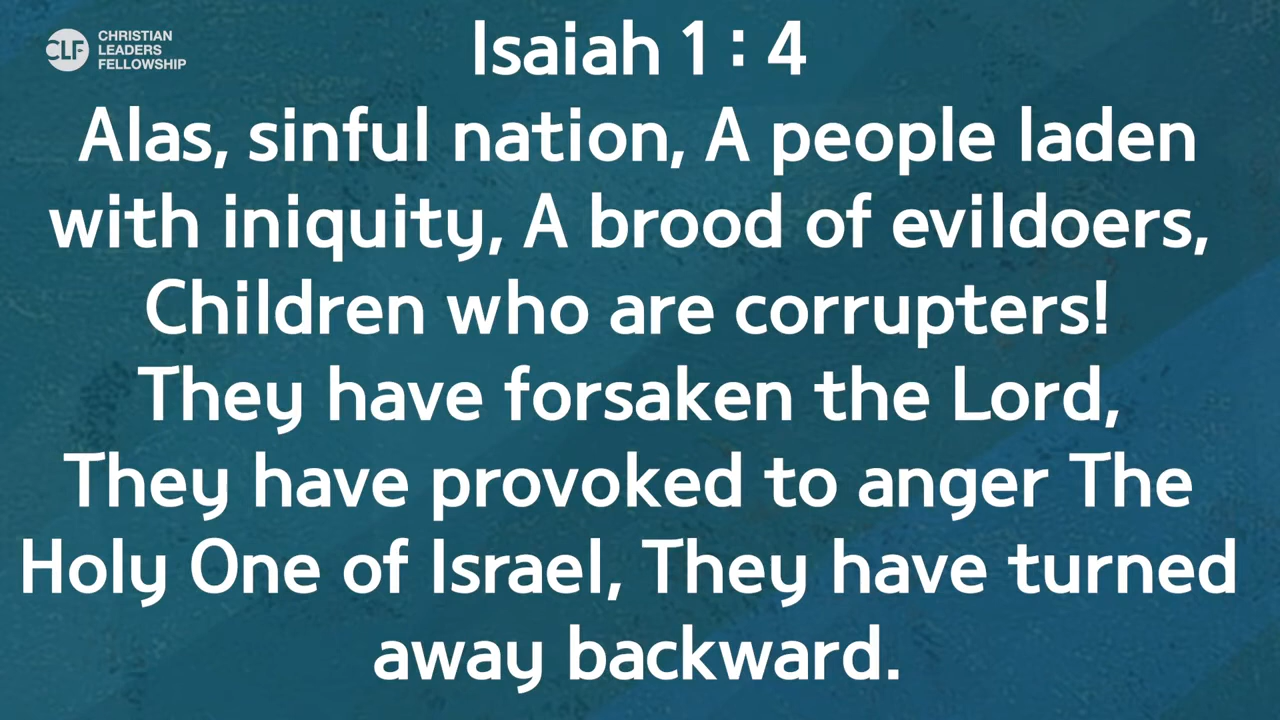 CLF
CHRISTIAN
LEADERS
FELLOWSHIP
Isaiah 1 : 4
Alas, sinful nation, A people laden
with iniquity, A brood of evildoers,
Children who are corrupters!
They have forsaken the Lord,
They have provoked to anger The
Holy One of Israel, They have turned
away backward.